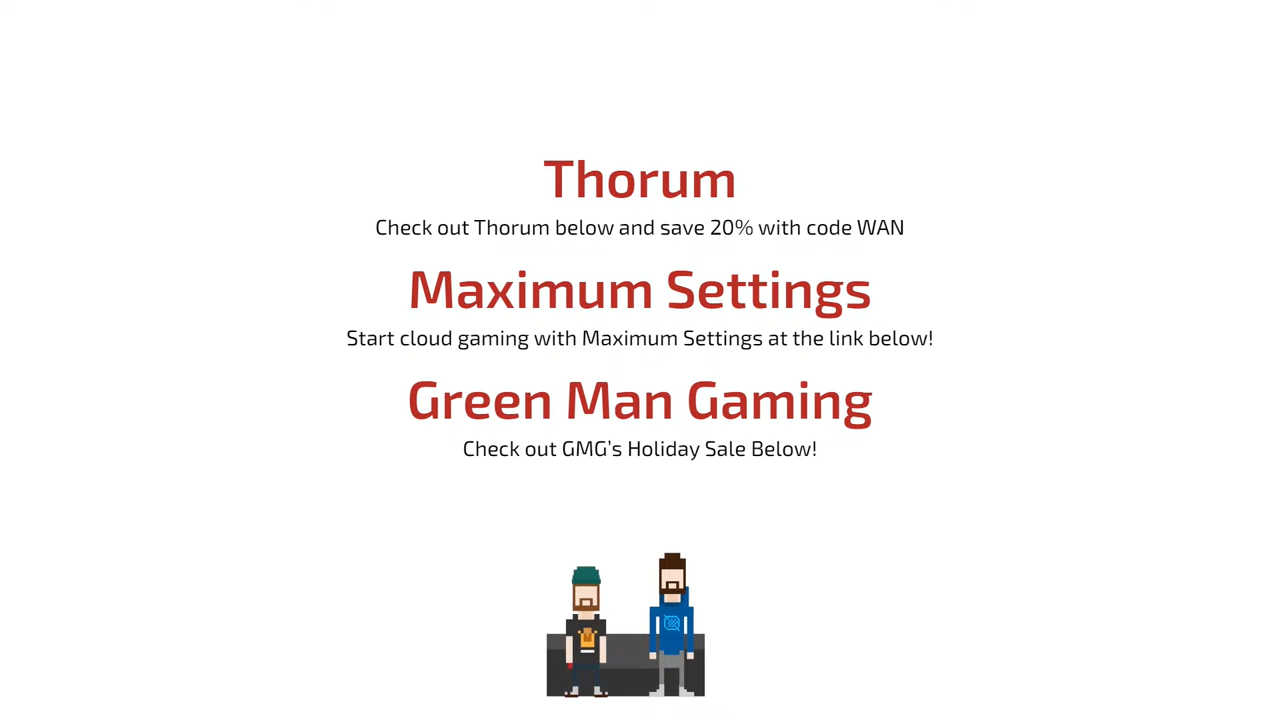 Thorum
Check out Thorum below and save 20% with code WAN
Maximum Settings
Start cloud gaming with Maximum Settings at the link below!
Green Man Gaming
Check out GMG’s Holiday Sale Below!